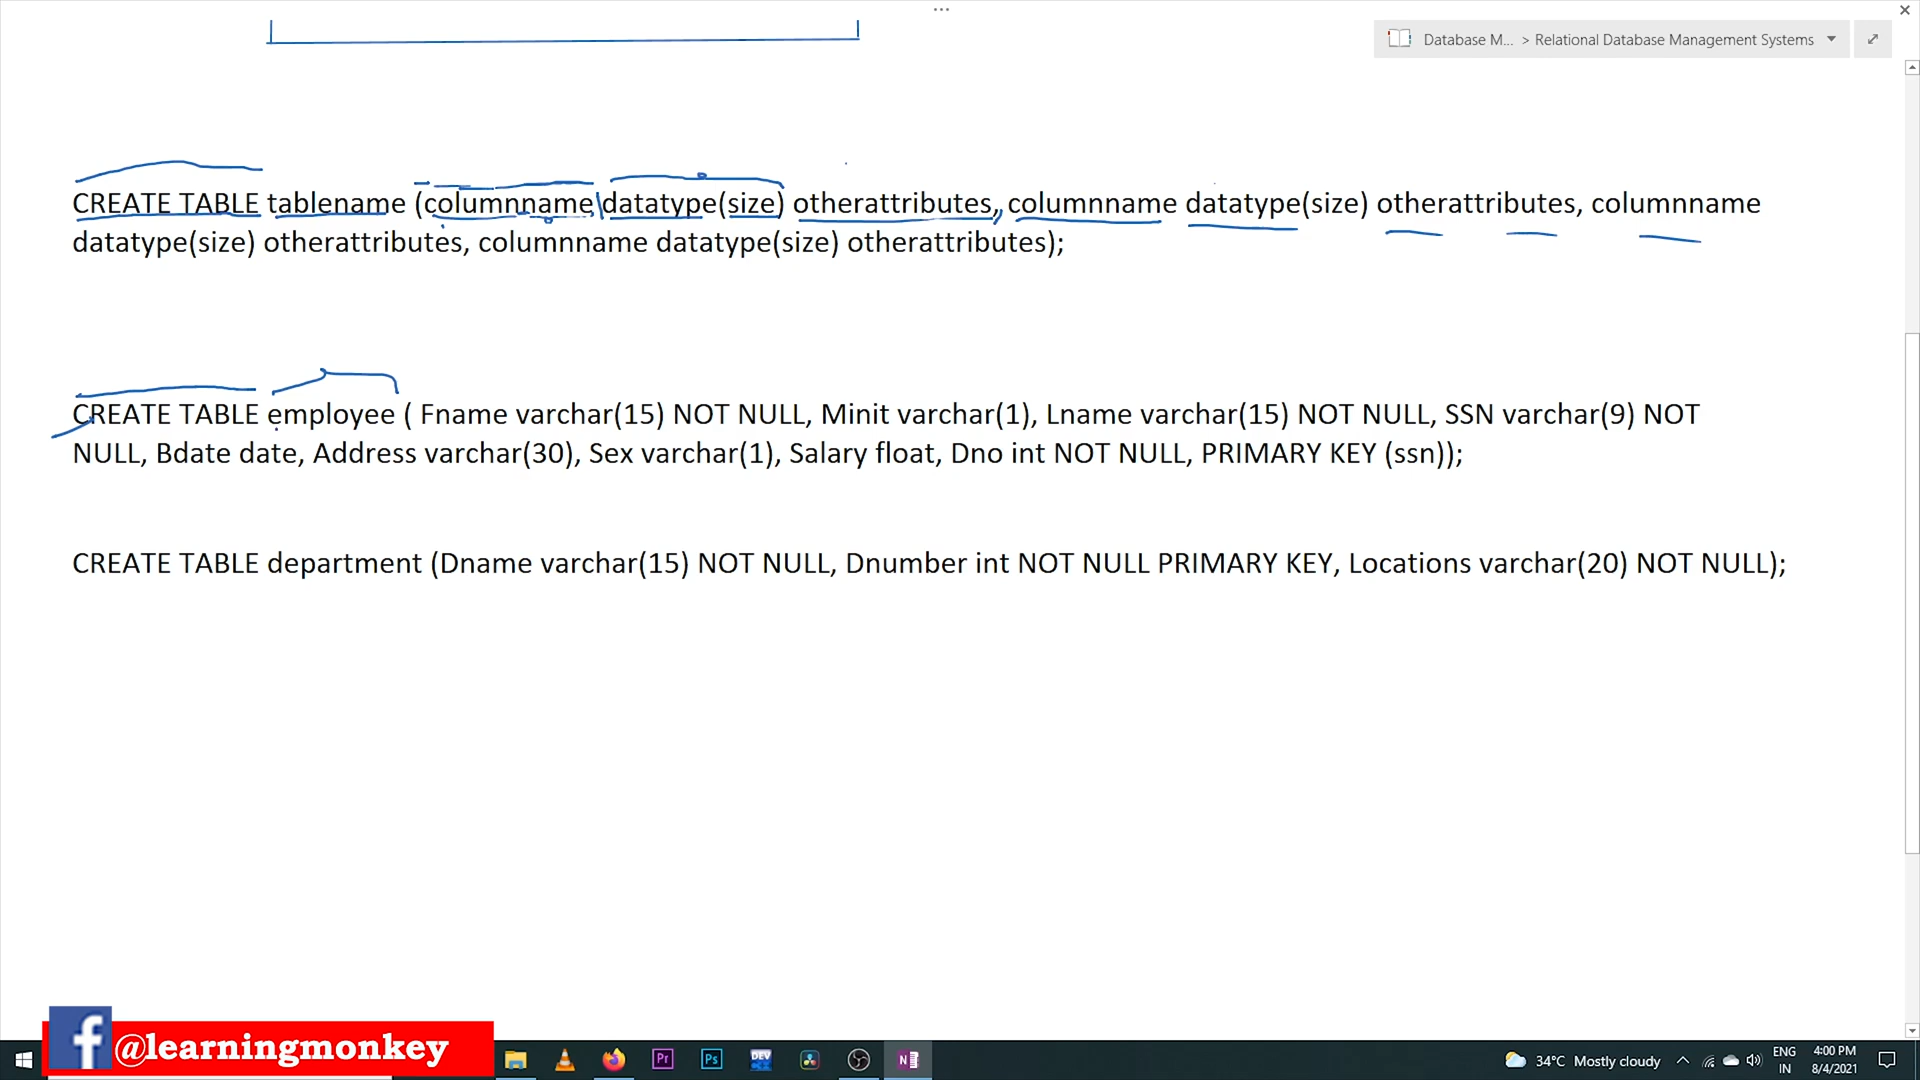 ...
Database M... > Relational Database Management Systems
CREATE TABLE tablename (columnname datatype(size) otherattributes, columnname datatype(size) otherattributes, columnname
datatype(size) otherattributes, columnname datatype(size) otherattributes);
CREATE TABLE employee ( Fname varchar(15) NOT NULL, Minit varchar(1), Lname varchar(15) NOT NULL, SSN varchar(9) NOT
NULL, Bdate date, Address varchar(30), Sex varchar(1), Salary float, Dno int NOT NULL, PRIMARY KEY (ssn));
CREATE TABLE department (Dname varchar(15) NOT NULL, Dnumber int NOT NULL PRIMARY KEY, Locations varchar(20) NOT NULL);
f @learningmonkey
Pr Ps DEV N
34°C Mostly cloudy
ENG
IN
4:00 PM
8/4/2021